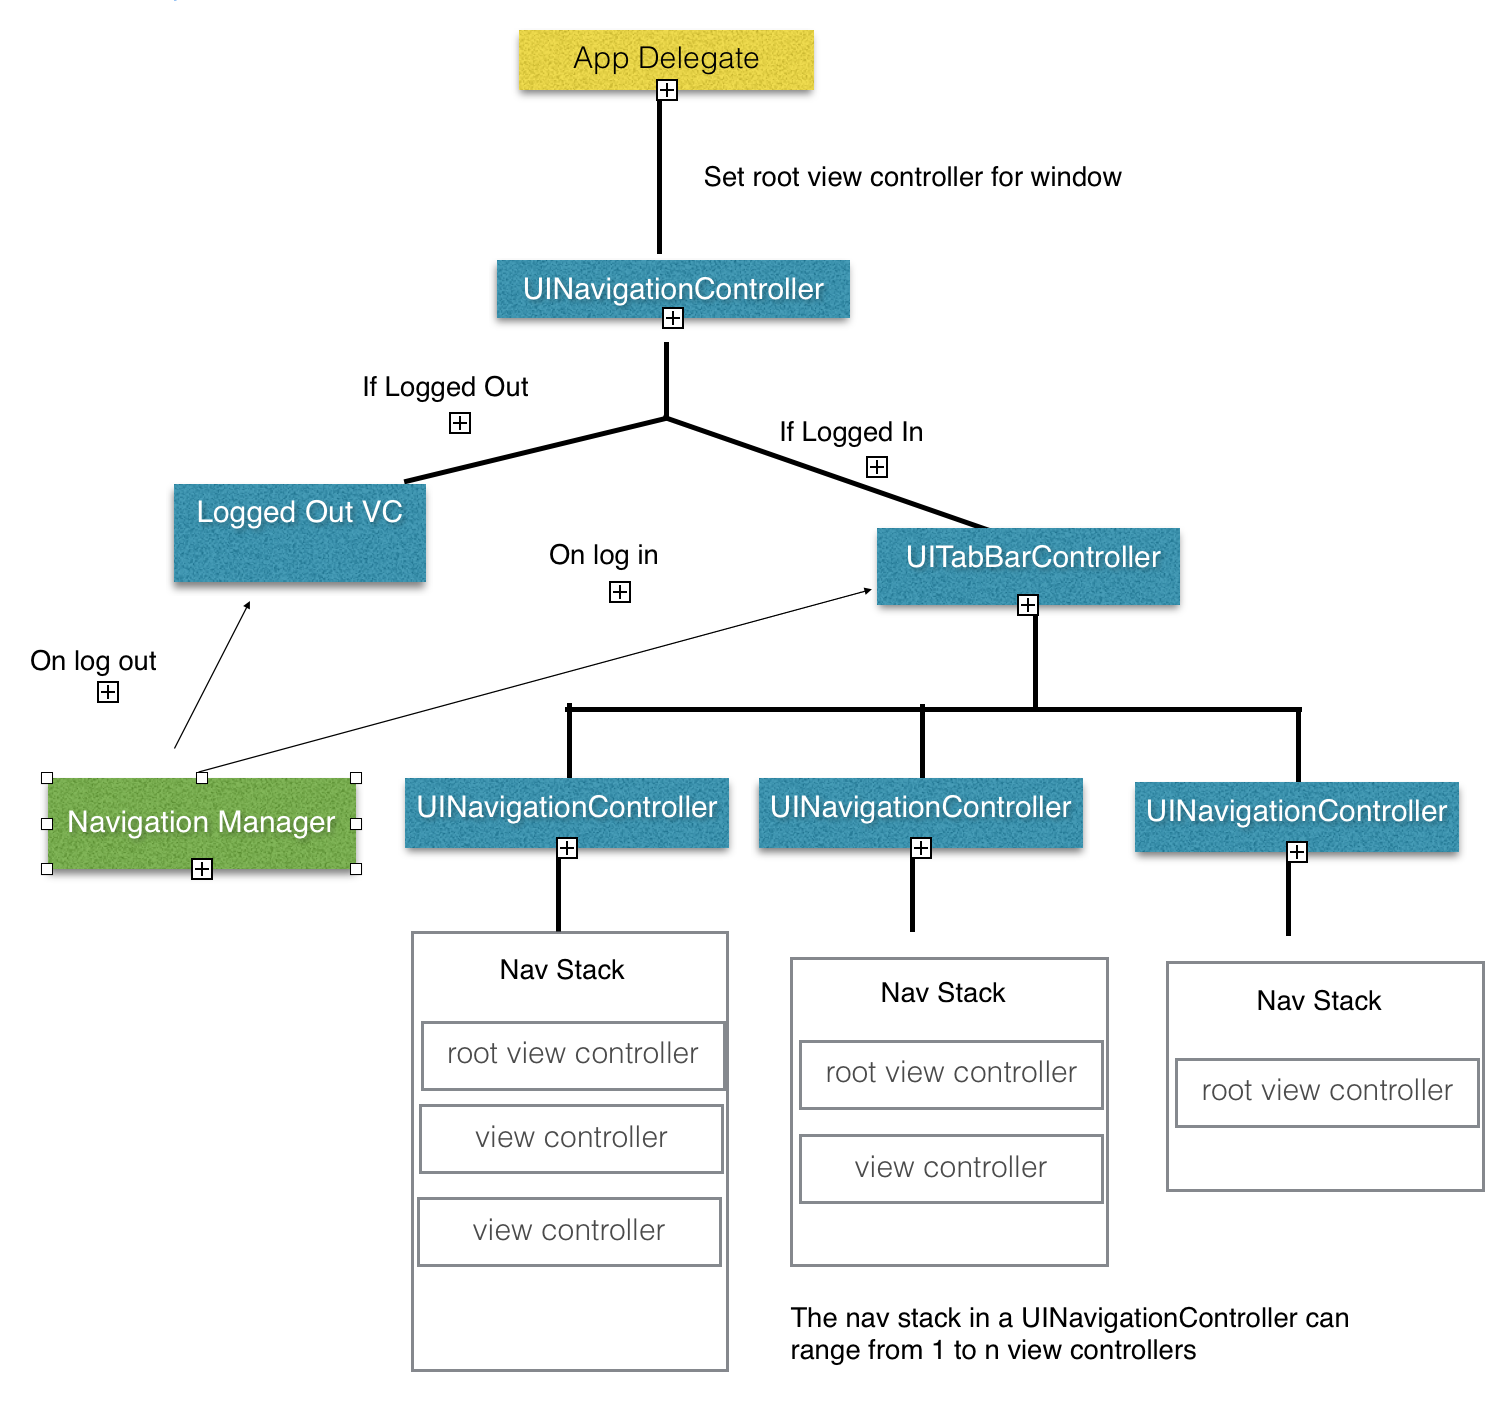 App Delegate
Set root view controller for window
UINavigationController
If Logged Out
If Logged In
Logged Out VC
On log in
UITabBarController
On log out
Navigation Manager
UINavigationController
UINavigationController
UINavigationController
Nav Stack
root view controller
view controller
view controller
Nav Stack
root view controller
view controller
Nav Stack
root view controller
The nav stack in a UINavigationController can
range from 1 to n view controllers